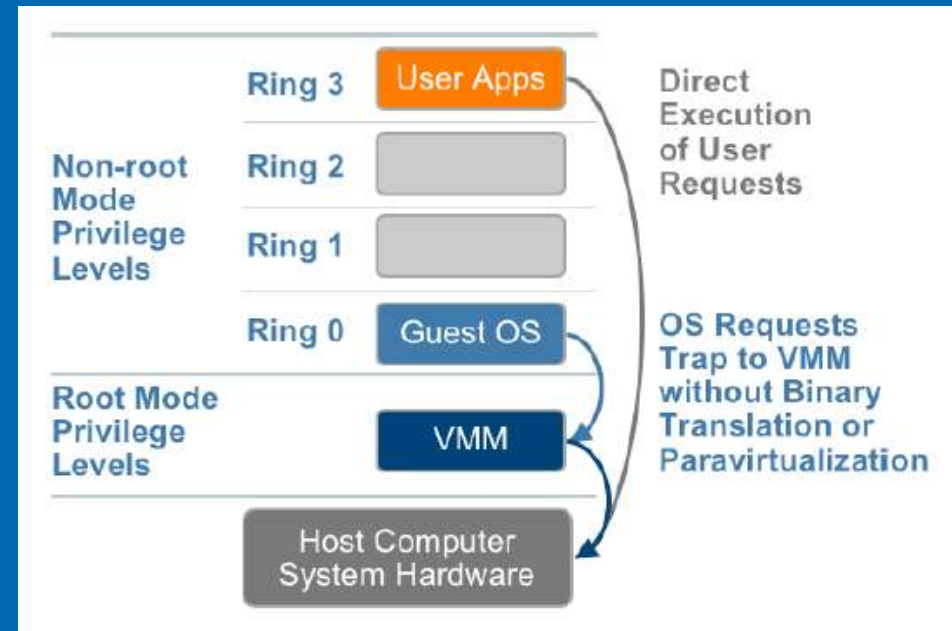 Ring 3
User Apps
Direct
Execution
of User
Requests
Non-root
Mode
Privilege
Levels
Ring 2
Ring 1
Ring 0
Guest OS
OS Requests
Trap to VMM
without Binary
Translation or
Paravirtualization
Root Mode
Privilege
Levels
VMM
Host Computer
System Hardware